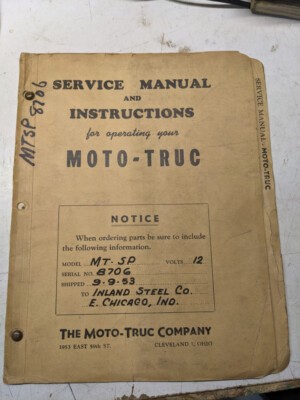 SERVICE MANUAL
AND
INSTRUCTIONS
for operating your
MOTO-TRUC
NOTICE
When ordering parts be sure to include
the following information.
MODEL MT-SP VOLTS 12
SERIAL NO. 8706
SHIPPED 9-9-53
TO INLAND STEEL CO.
E. CHICAGO, IND.
THE MOTO-TRUC COMPANY
EAST ST. CLEVELAND OHIO
MTSP 8706
SERVICE MANUAL - MOTO-TRUC